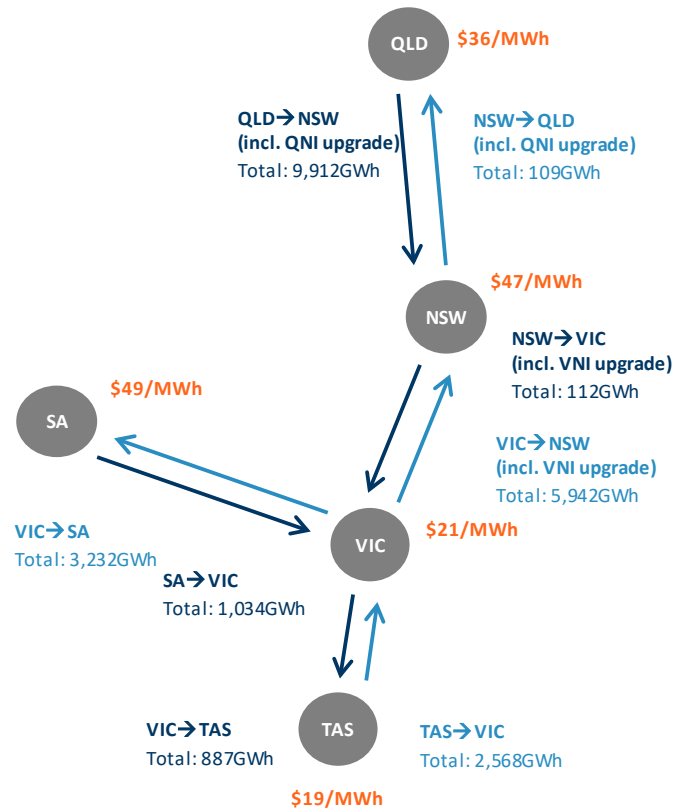 QLD
$36/MWh
QLD→NSW
(incl. QNI upgrade)
Total: 9,912GWh
NSW→QLD
(incl. QNI upgrade)
Total: 109GWh
$47/MWh
NSW
NSW→VIC
(incl. VNI upgrade)
Total: 112GWh
$49/MWh
SA
VIC→NSW
(incl. VNI upgrade)
Total: 5,942GWh
VIC→SA
Total: 3,232GWh
$21/MWh
VIC
SA→VIC
Total: 1,034GWh
TAS
VIC→TAS
Total: 887GWh
TAS→VIC
Total: 2,568GWh
$19/MWh